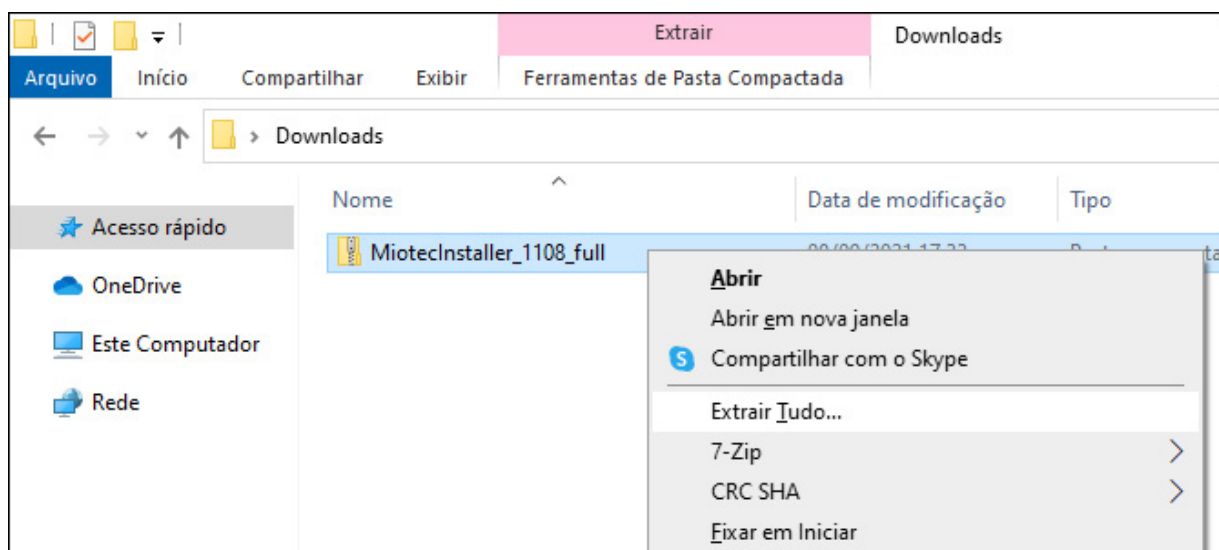 Extrair
Downloads
Arquivo Início Compartilhar Exibir Ferramentas de Pasta Compactada
Downloads
Nome Data de modificação Tipo
Acesso rápido
MiotecInstaller_1108_full
Abrir
OneDrive
Abrir em nova janela
Este Computador
Compartilhar com o Skype
Rede
Extrair Tudo...
7-Zip
CRC SHA
Fixar em Iniciar